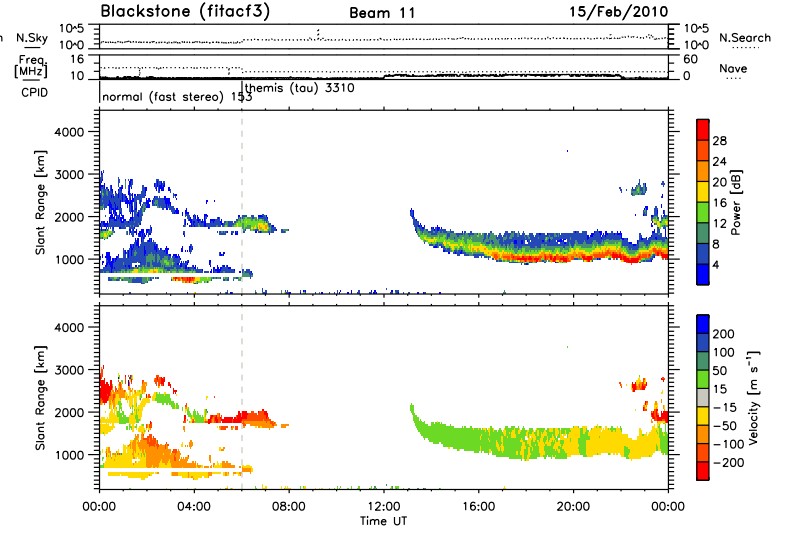 Blackstone (fitacf3)
Beam 11
15/Feb/2010
N.Sky
10^5
10^0
10^5
10^0
N.Search
Freq.
[MHz]
16
10
60
0
Nave
CPID
themis (tau) 3310
normal (fast stereo) 153
Slant Range [km]
4000
3000
2000
1000
28
24
20
16
12
8
4
Power [dB]
Slant Range [km]
4000
3000
2000
1000
200
100
50
15
-15
-50
-100
-200
Velocity [m s⁻¹]
00:00
04:00
08:00
12:00
16:00
20:00
00:00
Time UT